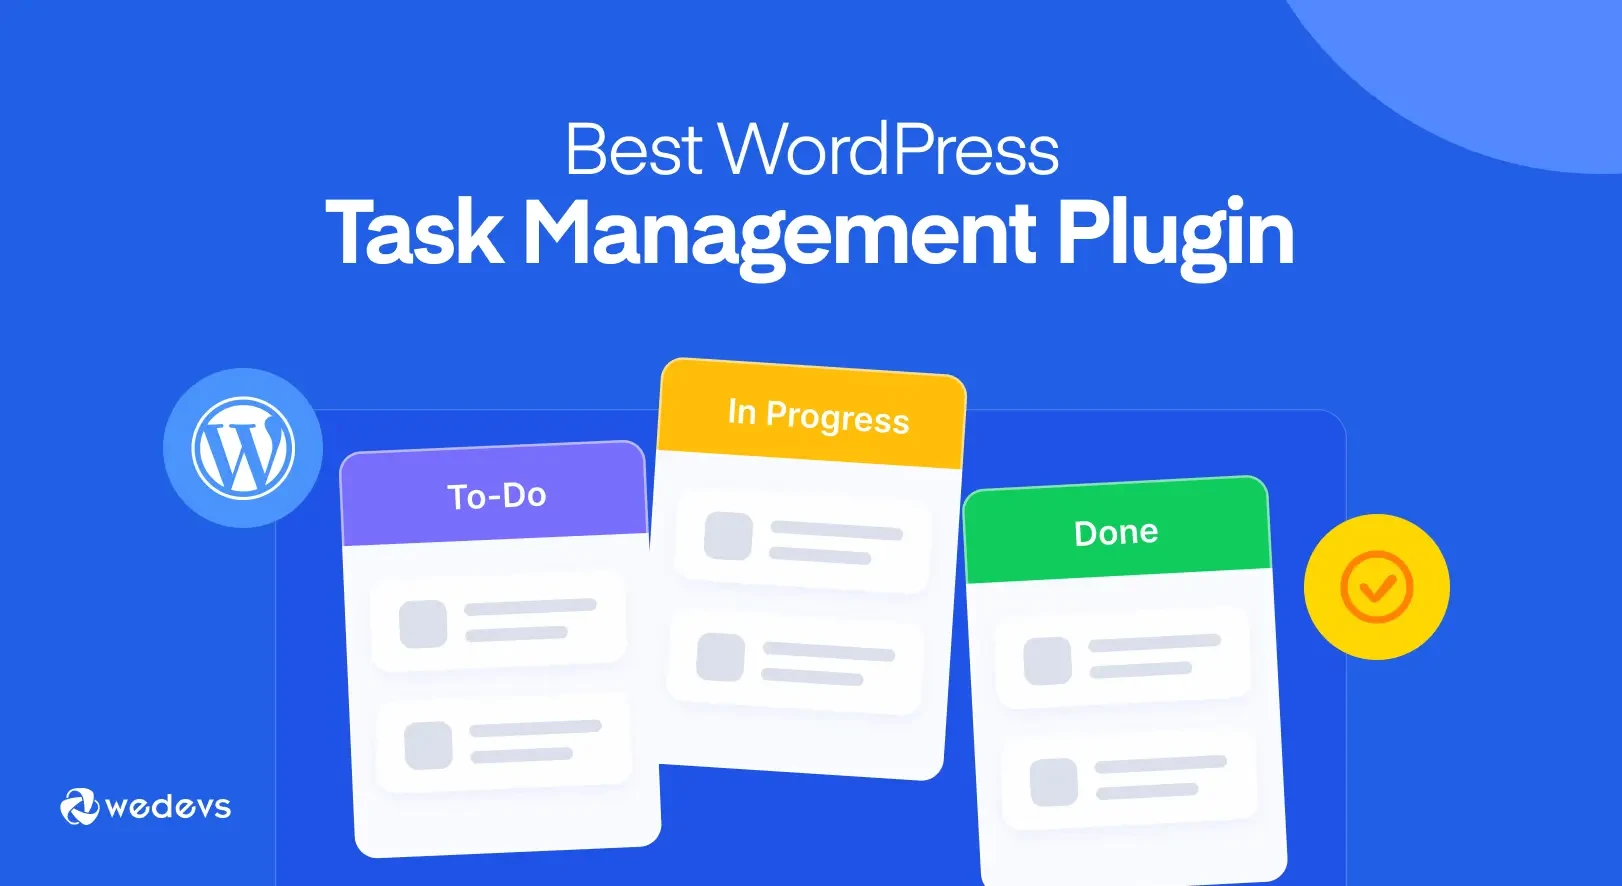 Best WordPress
Task Management Plugin
To-Do
In Progress
Done
wedevs